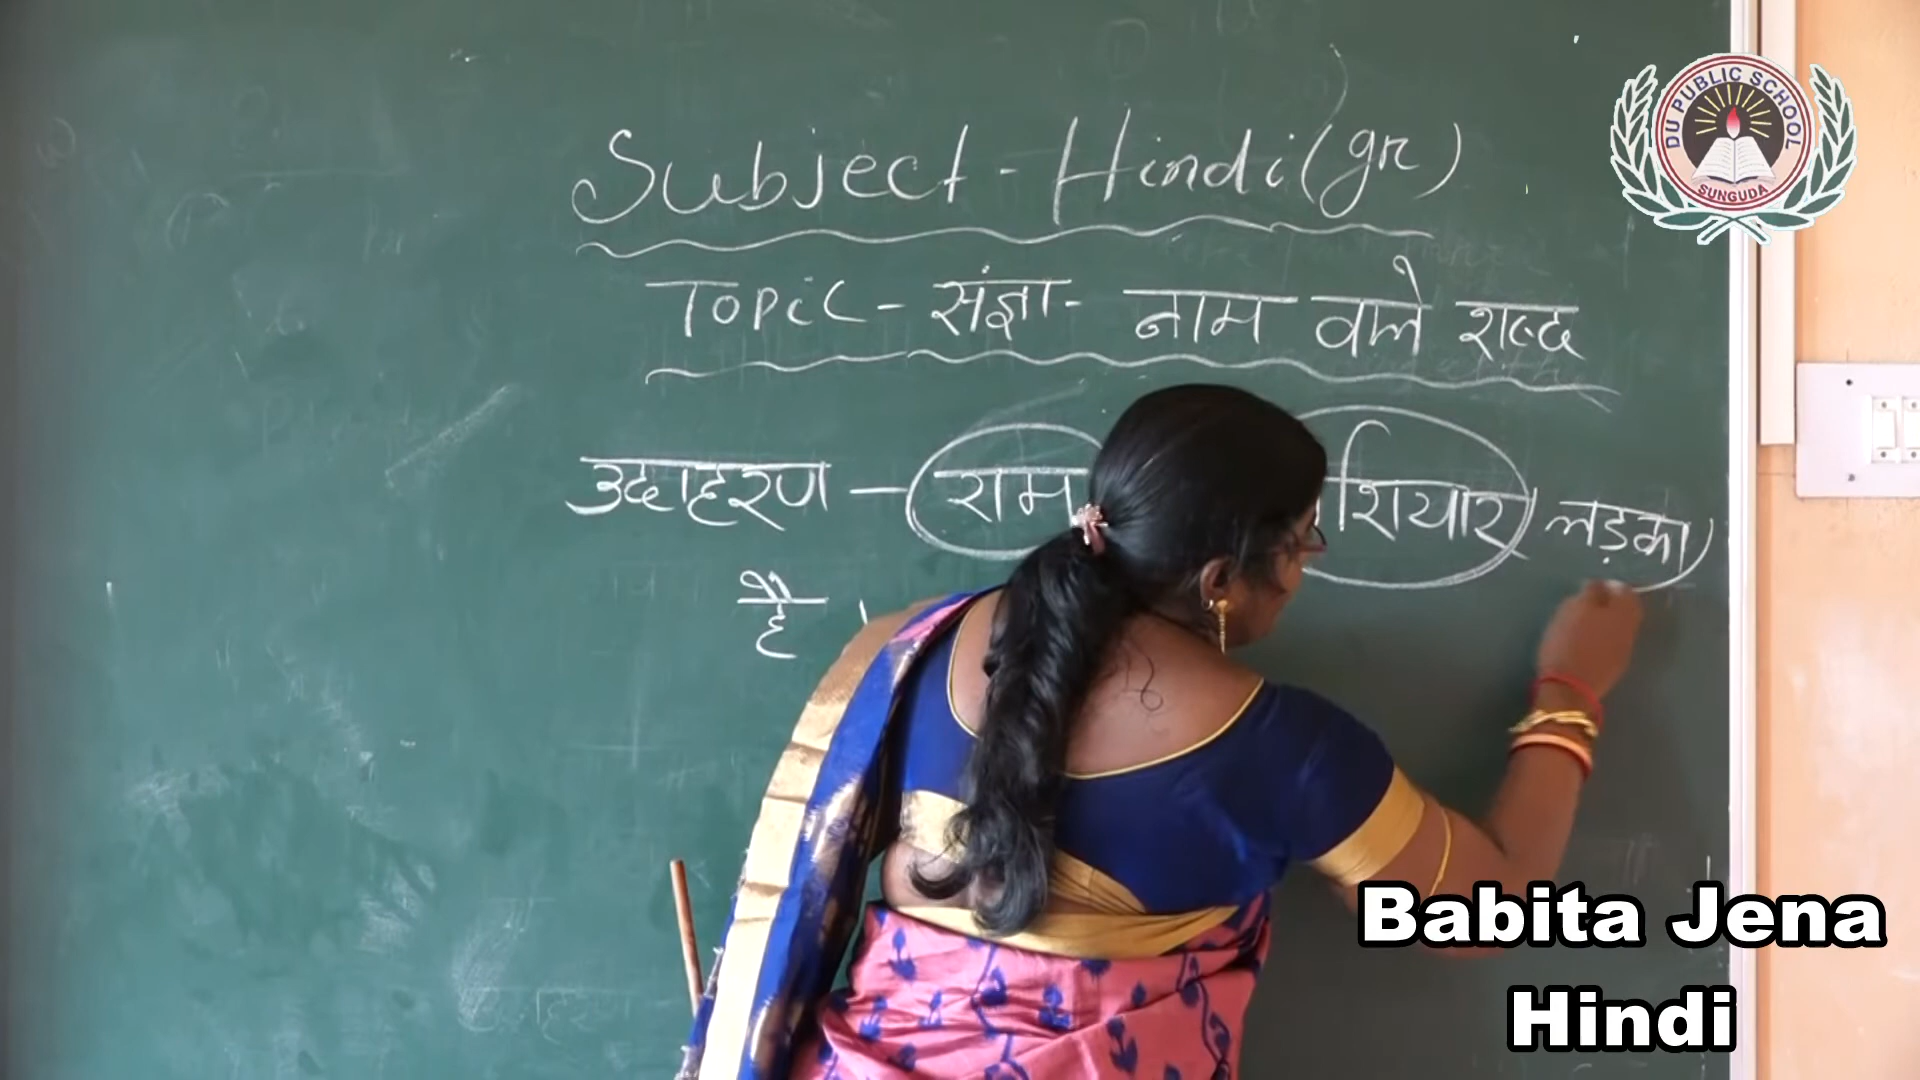 Subject - Hindi (gr)
Topic - संज्ञा - नाम वाले शब्द
उदाहरण - राम शियार लड़का
है ।
DU PUBLIC SCHOOL
SUNGUDA
Babita Jena
Hindi